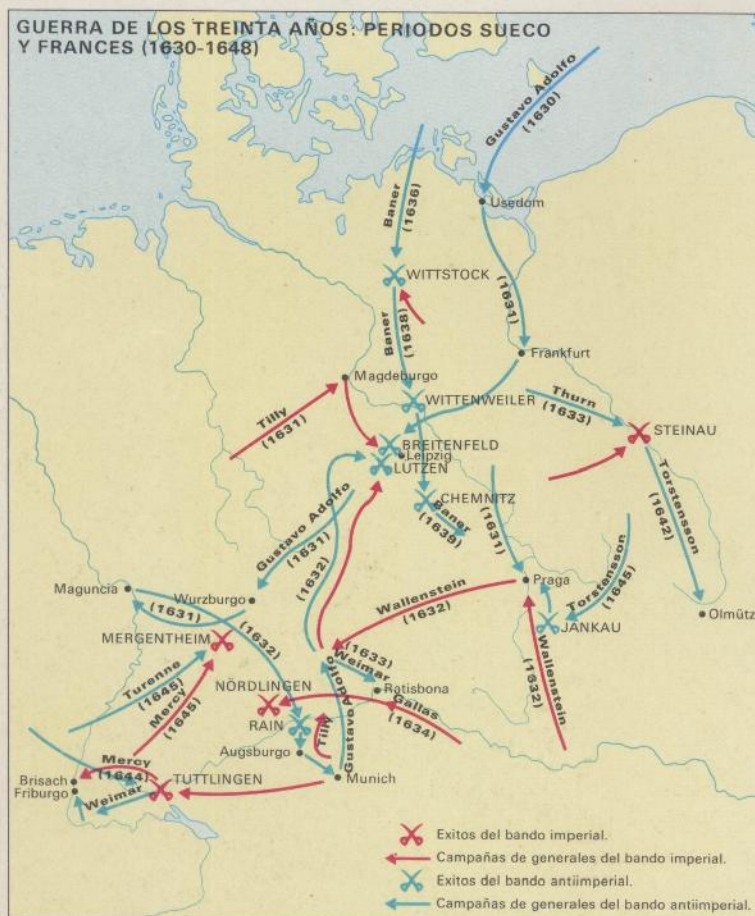 GUERRA DE LOS TREINTA AÑOS: PERIODOS SUECO
Y FRANCES (1630-1648)
Gustavo Adolfo
(1630)
Usedom
Baner
(1636)
WITTSTOCK
(1631)
Baner
(1638)
Frankfurt
Magdeburgo
Tilly
(1631)
WITTENWEILER
Thurn
(1633)
STEINAU
BREITENFELD
Leipzig
LUTZEN
CHEMNITZ
Baner
(1639)
(1631)
Torstensson
(1642)
Gustavo Adolfo
(1631)
(1632)
Maguncia
Wurzburgo
(1631)
(1632)
Wallenstein
(1632)
Praga
Torstensson
(1645)
Olmütz
JANKAU
MERGENTHEIM
Turenne
(1645)
Mercy
(1645)
(1633)
Weimar
Ratisbona
Wallenstein
(1632)
NÖRDLINGEN
Gallas
(1634)
RAIN
Tilly
Gustavo Adolfo
Augsburgo
Munich
Mercy
(1644)
Brisach
Friburgo
Weimar
TUTTLINGEN
Exitos del bando imperial.
Campañas de generales del bando imperial.
Exitos del bando antiimperial.
Campañas de generales del bando antiimperial.